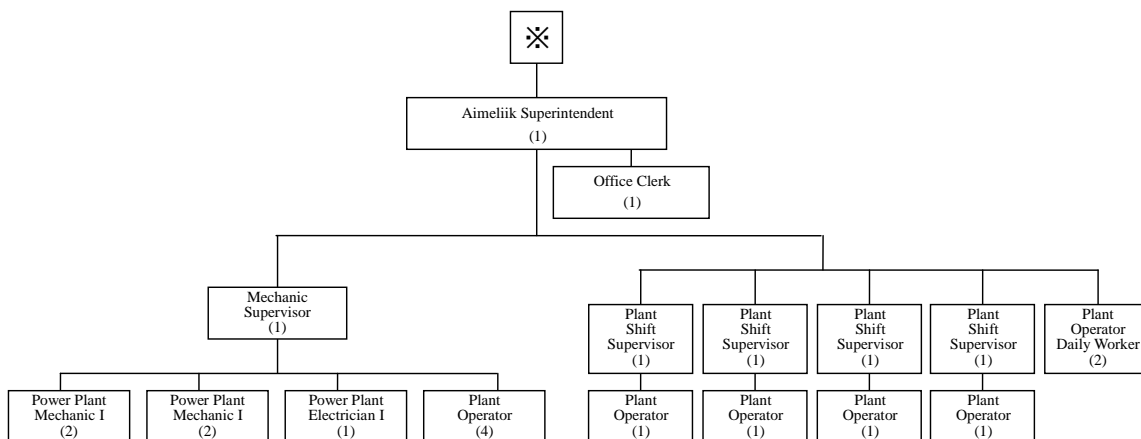 ※
Aimeliik Superintendent
(1)
Office Clerk
(1)
Mechanic
Supervisor
(1)
Plant
Shift
Supervisor
(1)
Plant
Shift
Supervisor
(1)
Plant
Shift
Supervisor
(1)
Plant
Shift
Supervisor
(1)
Plant
Operator
Daily Worker
(2)
Power Plant
Mechanic I
(2)
Power Plant
Mechanic I
(2)
Power Plant
Electrician I
(1)
Plant
Operator
(4)
Plant
Operator
(1)
Plant
Operator
(1)
Plant
Operator
(1)
Plant
Operator
(1)